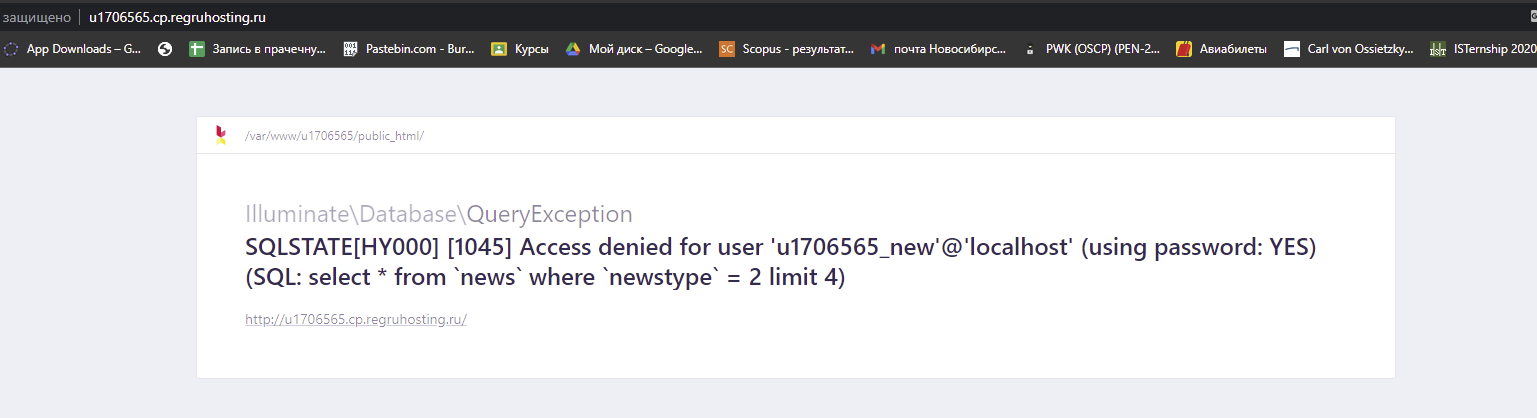 защищено u1706565.cp.regruhosting.ru
App Downloads – G... Запись в прачечну... Pastebin.com - Bur... Курсы Мой диск – Google... SC Scopus - результат... почта Новосибирс... PWK (OSCP) (PEN-2... Авиабилеты Carl von Ossietzky... ISTernship 2020
/var/www/u1706565/public_html/
Illuminate\Database\QueryException
SQLSTATE[HY000] [1045] Access denied for user 'u1706565_new'@'localhost' (using password: YES)
(SQL: select * from `news` where `newstype` = 2 limit 4)
http://u1706565.cp.regruhosting.ru/